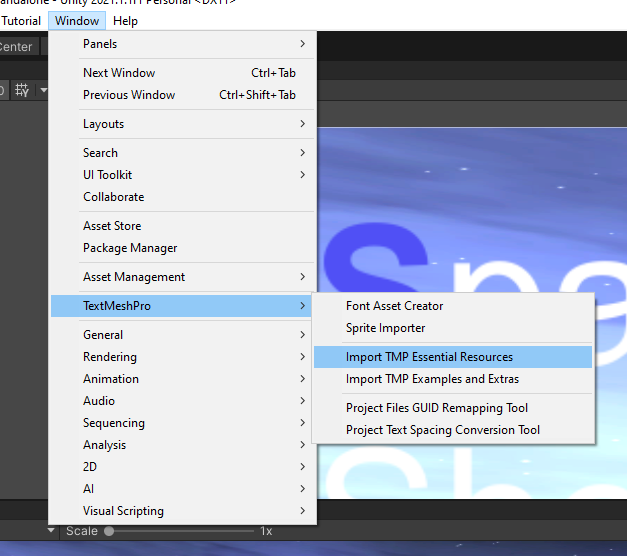 Unity 2021.1.1f1 Personal <DX11>
Tutorial Window Help
Center
Panels
Next Window Ctrl+Tab
Previous Window Ctrl+Shift+Tab
Layouts
Search
UI Toolkit
Collaborate
Asset Store
Package Manager
Asset Management
TextMeshPro
Font Asset Creator
Sprite Importer
Import TMP Essential Resources
Import TMP Examples and Extras
Project Files GUID Remapping Tool
Project Text Spacing Conversion Tool
General
Rendering
Animation
Audio
Sequencing
Analysis
2D
AI
Visual Scripting
Scale 1x